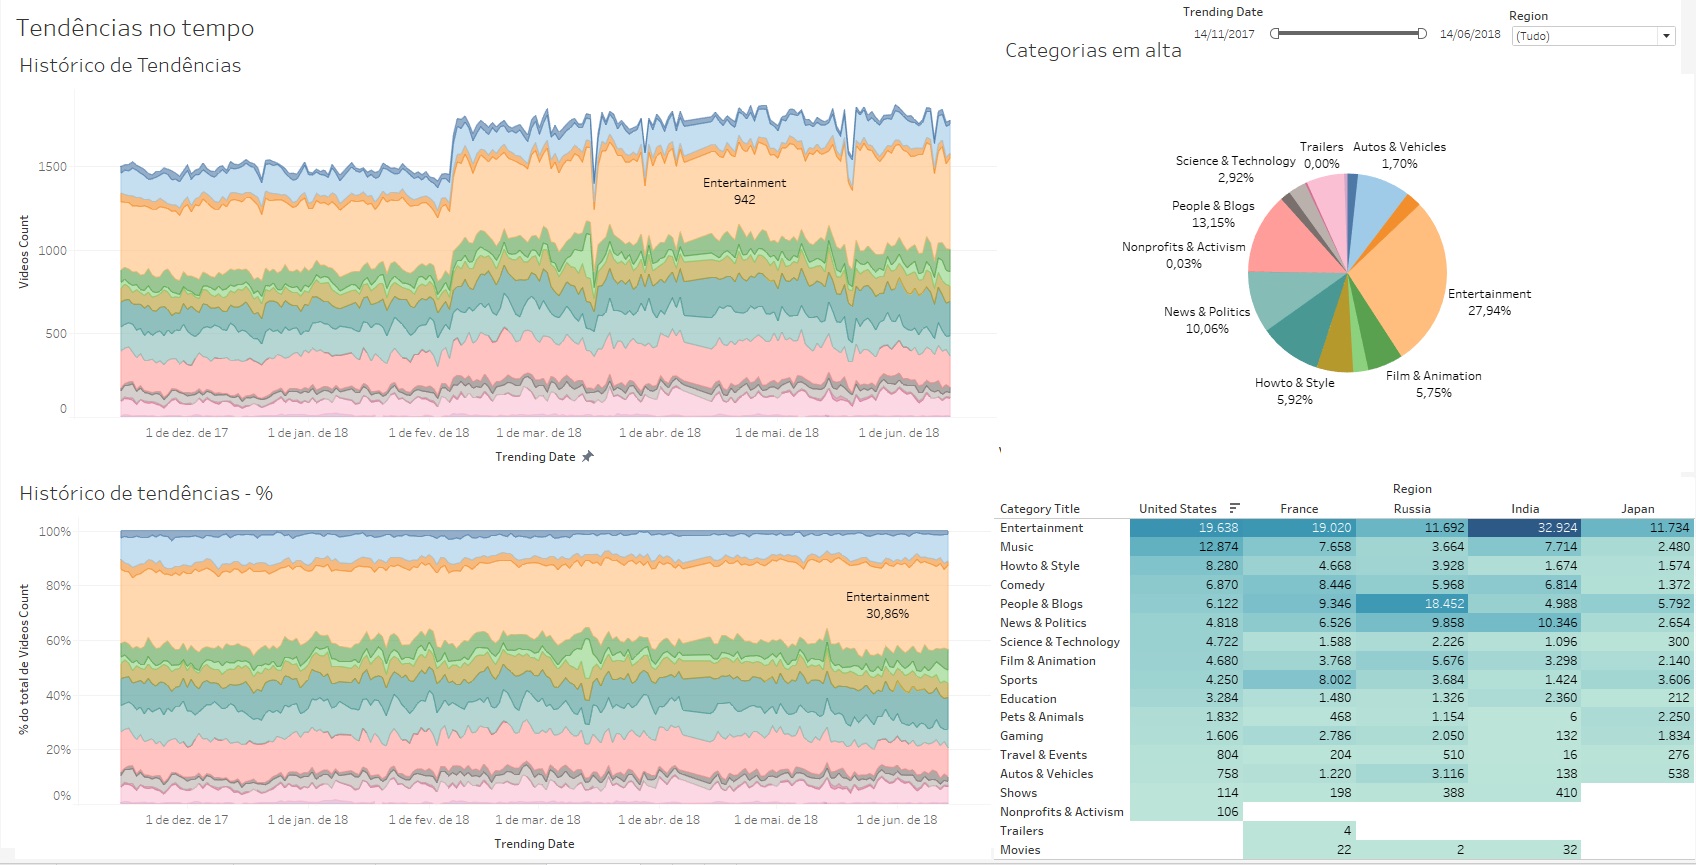 Tendências no tempo
Histórico de Tendências
Videos Count
1500
1000
500
0
Entertainment
942
1 de dez. de 17 1 de jan. de 18 1 de fev. de 18 1 de mar. de 18 1 de abr. de 18 1 de mai. de 18 1 de jun. de 18
Trending Date
Histórico de tendências - %
% do total de Videos Count
100%
80%
60%
40%
20%
0%
Entertainment
30,86%
1 de dez. de 17 1 de jan. de 18 1 de fev. de 18 1 de mar. de 18 1 de abr. de 18 1 de mai. de 18 1 de jun. de 18
Trending Date
Trending Date
14/11/2017 14/06/2018
Region
(Tudo)
Categorias em alta
Trailers
0,00%
Autos & Vehicles
1,70%
Science & Technology
2,92%
People & Blogs
13,15%
Nonprofits & Activism
0,03%
News & Politics
10,06%
Entertainment
27,94%
Howto & Style
5,92%
Film & Animation
5,75%
Region
Category Title United States France Russia India Japan
Entertainment 19.638 19.020 11.692 32.924 11.734
Music 12.874 7.658 3.664 7.714 2.480
Howto & Style 8.280 4.668 3.928 1.674 1.574
Comedy 6.870 8.446 5.968 6.814 1.372
People & Blogs 6.122 9.346 18.452 4.988 5.792
News & Politics 4.818 6.526 9.858 10.346 2.654
Science & Technology 4.722 1.588 2.226 1.096 300
Film & Animation 4.680 3.768 5.676 3.298 2.140
Sports 4.250 8.002 3.684 1.424 3.606
Education 3.284 1.480 1.326 2.360 212
Pets & Animals 1.832 468 1.154 6 2.250
Gaming 1.606 2.786 2.050 132 1.834
Travel & Events 804 204 510 16 276
Autos & Vehicles 758 1.220 3.116 138 538
Shows 114 198 388 410
Nonprofits & Activism 106
Trailers 4
Movies 22 2 32